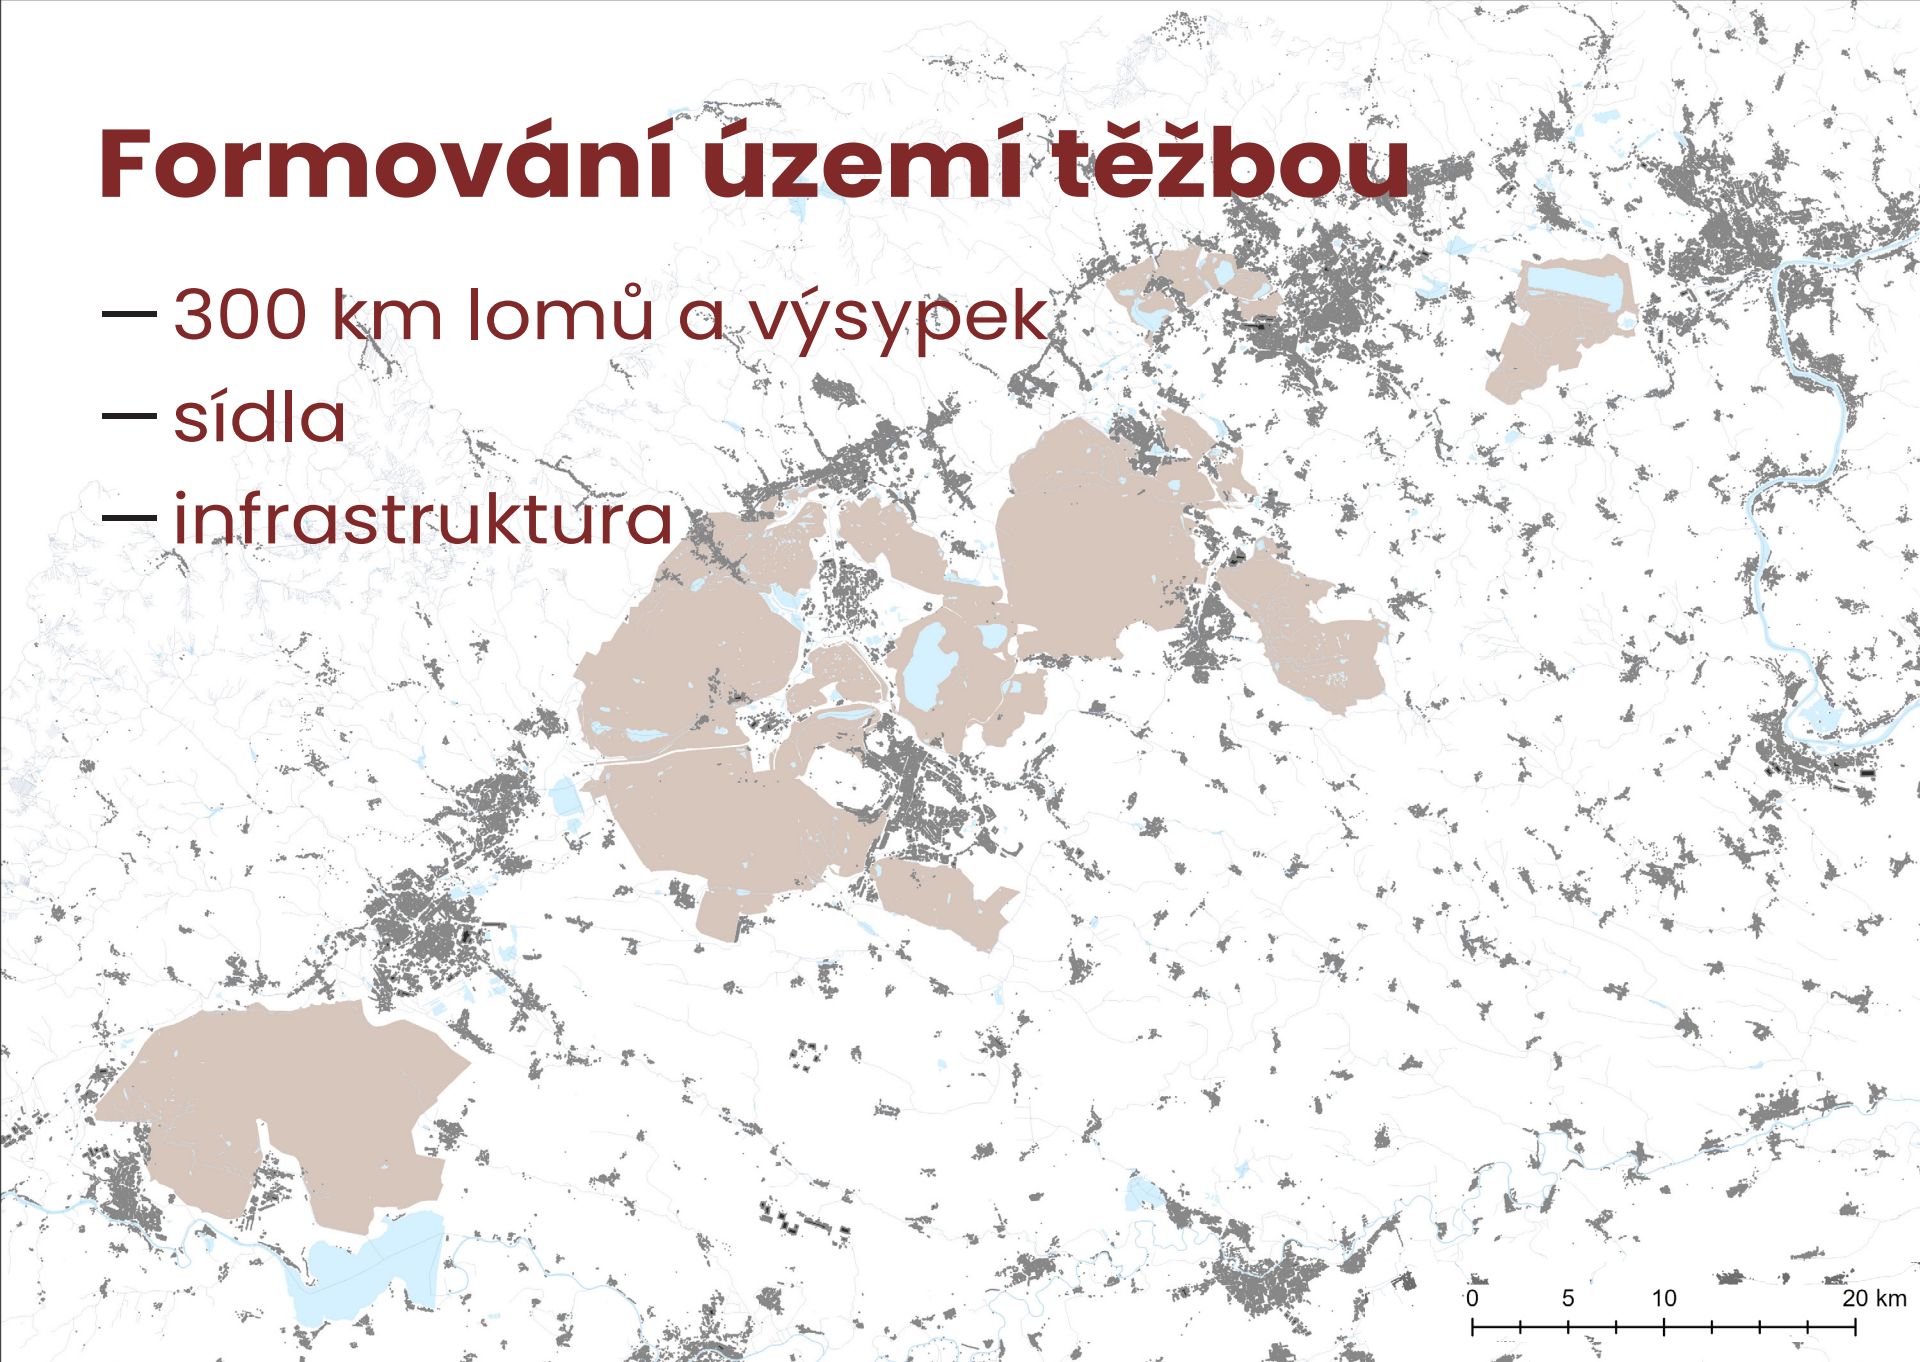 Formování území těžbou
— 300 km lomů a výsypek
— sídla
— infrastruktura
0 5 10 20 km